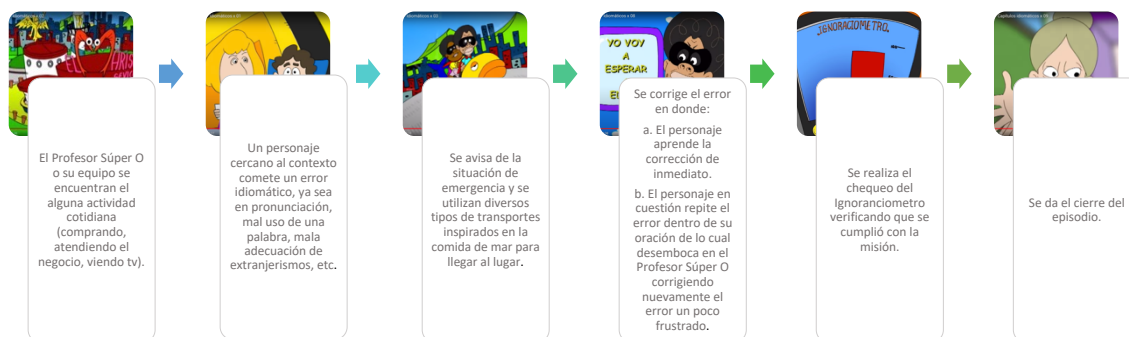 El Profesor Súper O
o su equipo se
encuentran el
alguna actividad
cotidiana
(comprando,
atendiendo el
negocio, viendo tv).
Un personaje
cercano al contexto
comete un error
idiomático, ya sea
en pronunciación,
mal uso de una
palabra, mala
adecuación de
extranjerismos, etc.
Se avisa de la
situación de
emergencia y se
utilizan diversos
tipos de transportes
inspirados en la
comida de mar para
llegar al lugar.
YO VOY
A
ESPERAR
Se corrige el error
en donde:
a. El personaje
aprende la
corrección de
inmediato.
b. El personaje en
cuestión repite el
error dentro de su
oración de lo cual
desemboca en el
Profesor Súper O
corrigiendo
nuevamente el
error un poco
frustrado.
IGNORACIOMETRO.
Se realiza el
chequeo del
Ignoranciometro
verificando que se
cumplió con la
misión.
Se da el cierre del
episodio.